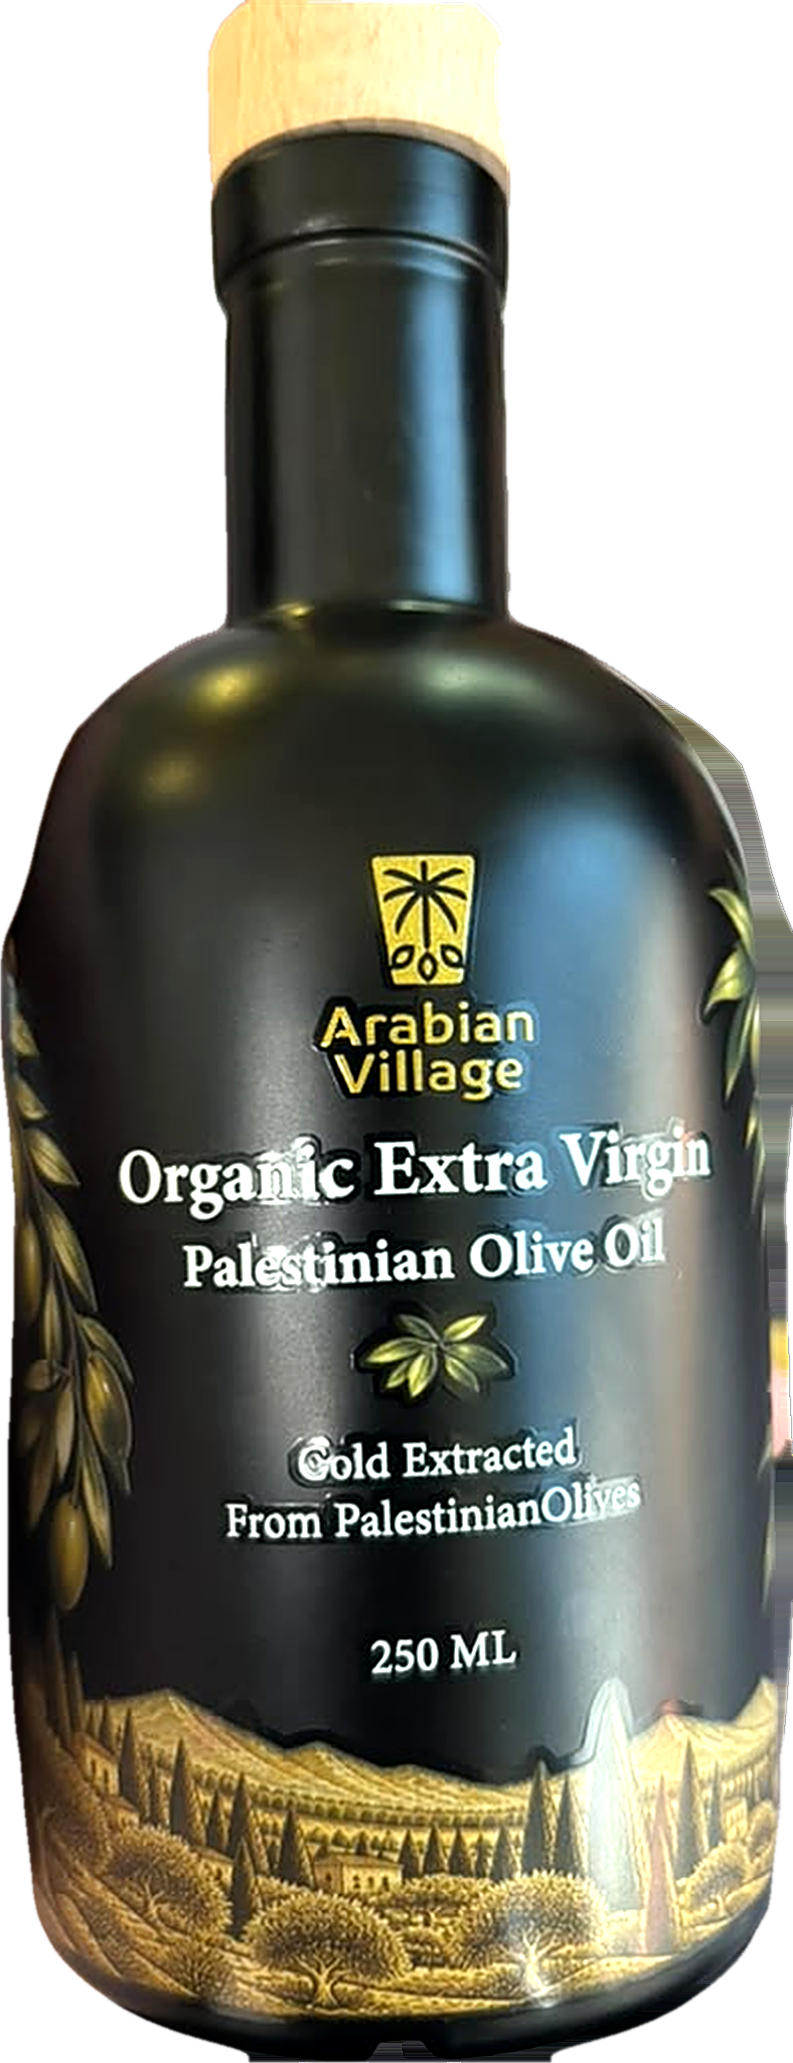 Arabian
Village
Organic Extra Virgin
Palestinian Olive Oil
Cold Extracted
From PalestinianOlives
250 ML